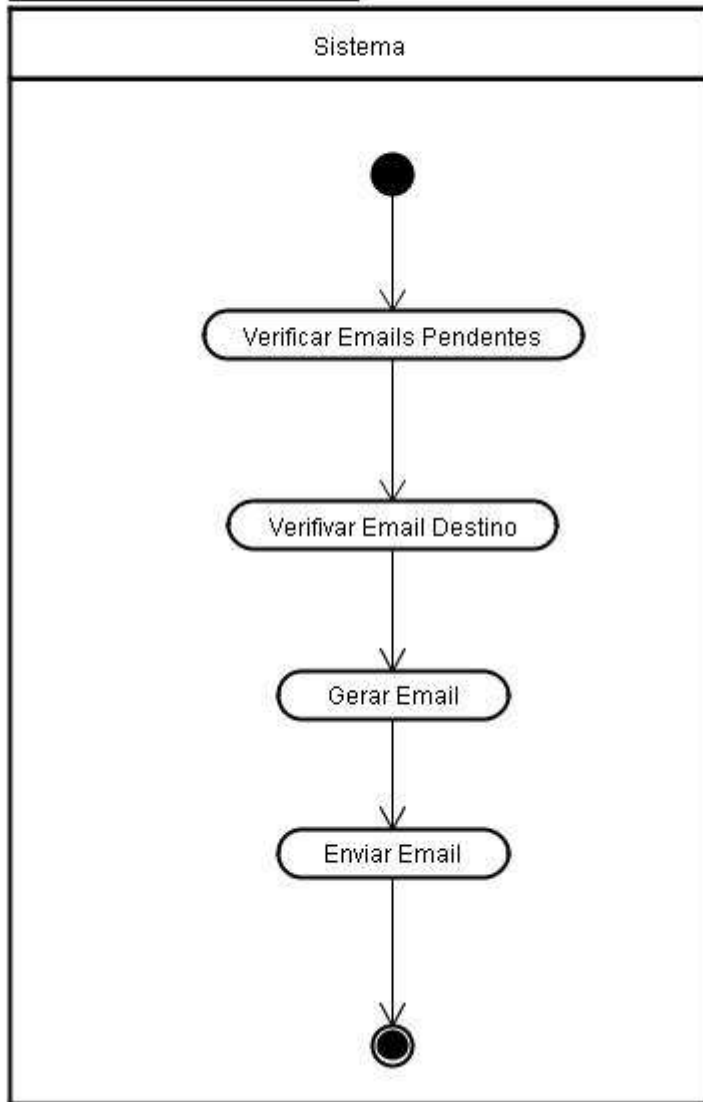 Sistema
Verificar Emails Pendentes
Verifivar Email Destino
Gerar Email
Enviar Email